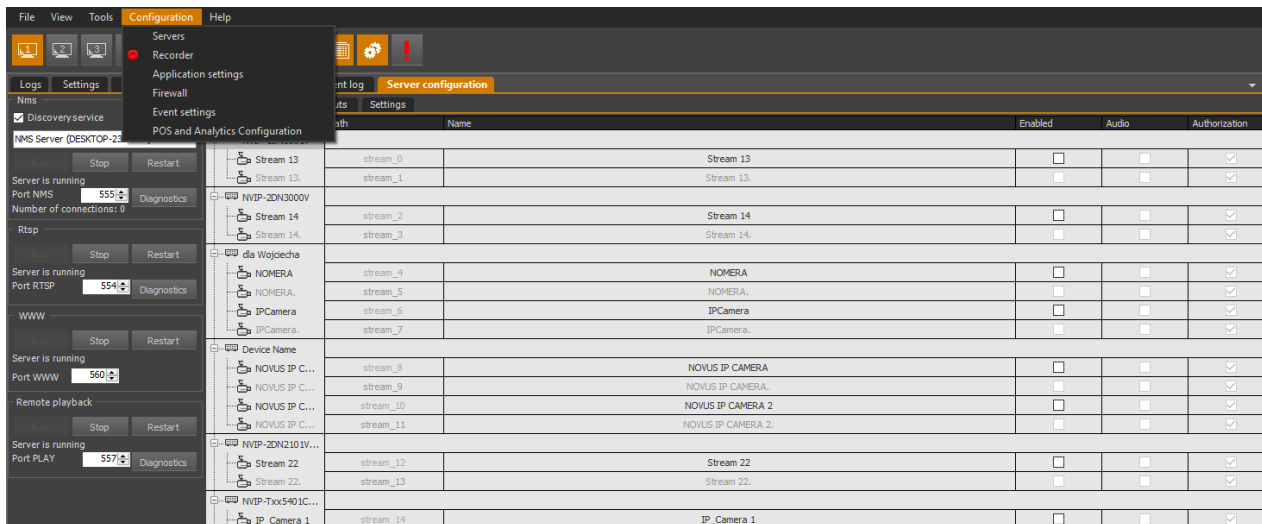 File View Tools Configuration Help
1 2 3
Servers
Recorder
Application settings
Firewall
Event settings
POS and Analytics Configuration
Logs Settings nt log Server configuration
Nms uts Settings
Discovery service ath Name Enabled Audio Authorization
NMS Server (DESKTOP-23
Run Stop Restart Stream 13 stream_0 Stream 13
Server is running Stream 13. stream_1 Stream 13.
Port NMS 555 Diagnostics NVIP-2DN3000V
Number of connections: 0 Stream 14 stream_2 Stream 14
Rtsp Stream 14. stream_3 Stream 14.
Run Stop Restart dla Wojciecha
Server is running NOMERA stream_4 NOMERA
Port RTSP 554 Diagnostics NOMERA. stream_5 NOMERA.
WWW IPCamera stream_6 IPCamera
Run Stop Restart IPCamera. stream_7 IPCamera.
Server is running Device Name
Port WWW 560 NOVUS IP C... stream_8 NOVUS IP CAMERA
NOVUS IP C... stream_9 NOVUS IP CAMERA.
Remote playback NOVUS IP C... stream_10 NOVUS IP CAMERA 2
Run Stop Restart NOVUS IP C... stream_11 NOVUS IP CAMERA 2.
Server is running NVIP-2DN2101V...
Port PLAY 557 Diagnostics Stream 22 stream_12 Stream 22
Stream 22. stream_13 Stream 22.
NVIP-Txx5401C...
IP_Camera 1 stream_14 IP_Camera 1